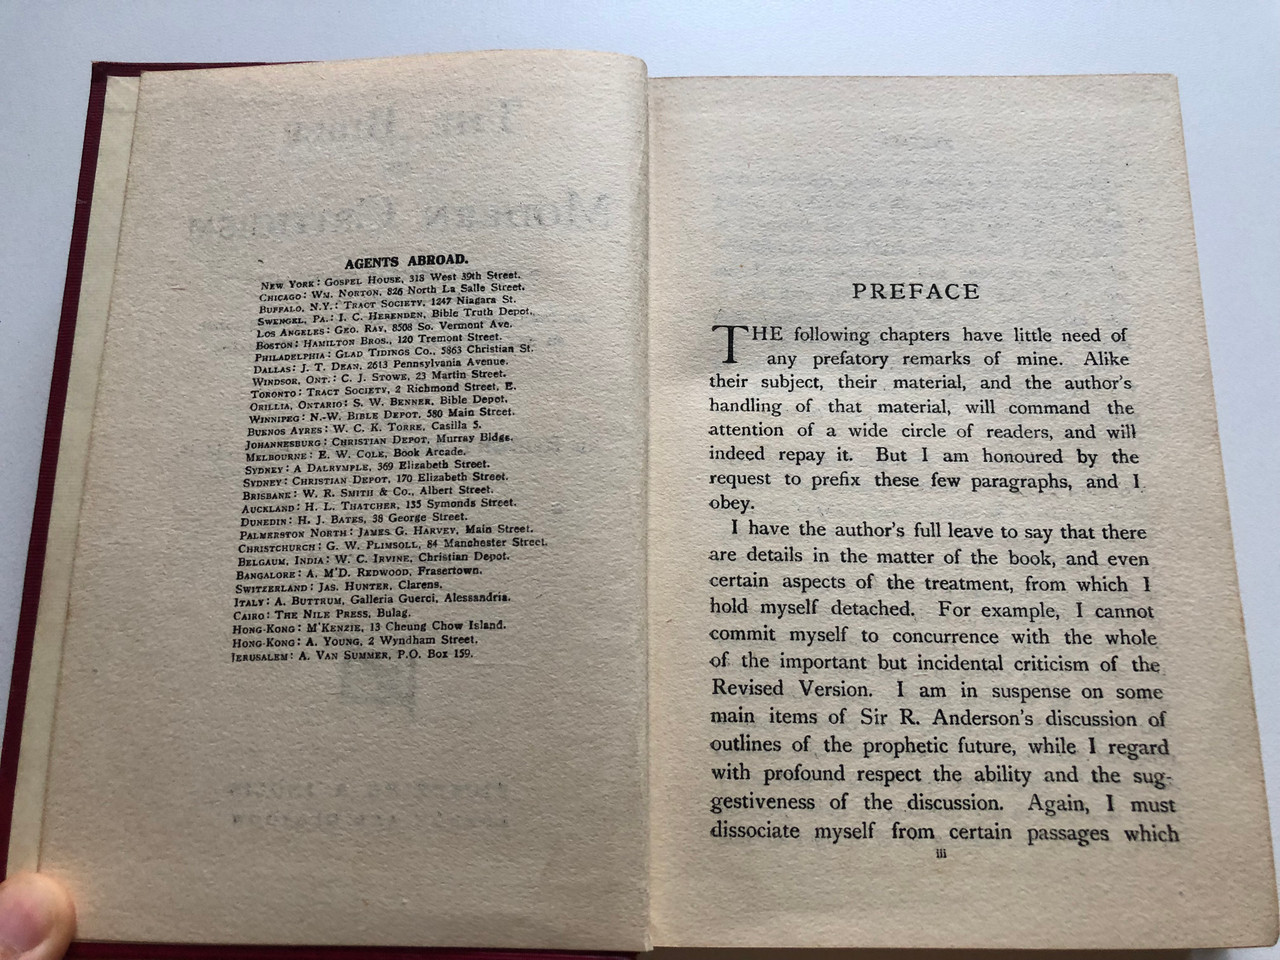 AGENTS ABROAD.
NEW YORK: GOSPEL HOUSE, 318 West 39th Street.
CHICAGO: WM. NORTON, 826 North La Salle Street.
BUFFALO, N.Y.: TRACT SOCIETY, 1247 Niagara St.
SWENGEL, PA.: I. C. HERENDEN, Bible Truth Depot.
LOS ANGELES: GEO. RAY, 8508 So. Vermont Ave.
BOSTON: HAMILTON BROS., 120 Tremont Street.
PHILADELPHIA: GLAD TIDINGS CO., 5863 Christian St.
DALLAS: J. T. DEAN, 2613 Pennsylvania Avenue.
WINDSOR, ONT.: C. J. STOWE, 23 Martin Street.
TORONTO: TRACT SOCIETY, 2 Richmond Street, E.
ORILLIA, ONTARIO: S. W. BENNER, Bible Depot.
WINNIPEG: N.-W. BIBLE DEPOT, 580 Main Street.
BUENOS AYRES: W. C. K. TORRE, Casilla 5.
JOHANNESBURG: CHRISTIAN DEPOT, Murray Bldgs.
MELBOURNE: E. W. COLE, Book Arcade.
SYDNEY: A DALRYMPLE, 369 Elizabeth Street.
SYDNEY: CHRISTIAN DEPOT, 170 Elizabeth Street.
BRISBANE: W. R. SMITH & CO., Albert Street.
AUCKLAND: H. L. THATCHER, 135 Symonds Street.
DUNEDIN: H. J. BATES, 38 George Street.
PALMERSTON NORTH: JAMES G. HARVEY, Main Street.
CHRISTCHURCH: G. W. PLIMSOLL, 84 Manchester Street.
BELGAUM, INDIA: W. C. IRVINE, Christian Depot.
BANGALORE: A. M'D. REDWOOD, Frasertown.
SWITZERLAND: JAS. HUNTER, Clarens.
ITALY: A. BUTTRUM, Galleria Guerci, Alessandria.
CAIRO: THE NILE PRESS, Bulag.
HONG-KONG: M'KENZIE, 13 Cheung Chow Island.
HONG-KONG: A. YOUNG, 2 Wyndham Street.
JERUSALEM: A. VAN SUMMER, P.O. Box 159.
PREFACE
THE following chapters have little need of
any prefatory remarks of mine. Alike
their subject, their material, and the author's
handling of that material, will command the
attention of a wide circle of readers, and will
indeed repay it. But I am honoured by the
request to prefix these few paragraphs, and I
obey.
I have the author's full leave to say that there
are details in the matter of the book, and even
certain aspects of the treatment, from which I
hold myself detached. For example, I cannot
commit myself to concurrence with the whole
of the important but incidental criticism of the
Revised Version. I am in suspense on some
main items of Sir R. Anderson's discussion of
outlines of the prophetic future, while I regard
with profound respect the ability and the sug-
gestiveness of the discussion. Again, I must
dissociate myself from certain passages which
iii